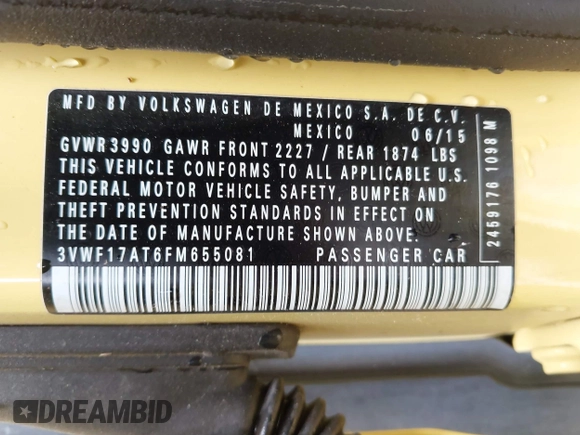 MFD BY VOLKSWAGEN DE MEXICO S.A. DE C.V.
MEXICO 06/15
GVWR 3990 GAWR FRONT 2227 / REAR 1874 LBS
THIS VEHICLE CONFORMS TO ALL APPLICABLE U.S.
FEDERAL MOTOR VEHICLE SAFETY, BUMPER AND
THEFT PREVENTION STANDARDS IN EFFECT ON
THE DATE OF MANUFACTURE SHOWN ABOVE.
3VWF17AT6FM655081 PASSENGER CAR
2459176 1098 M
DREAMBID